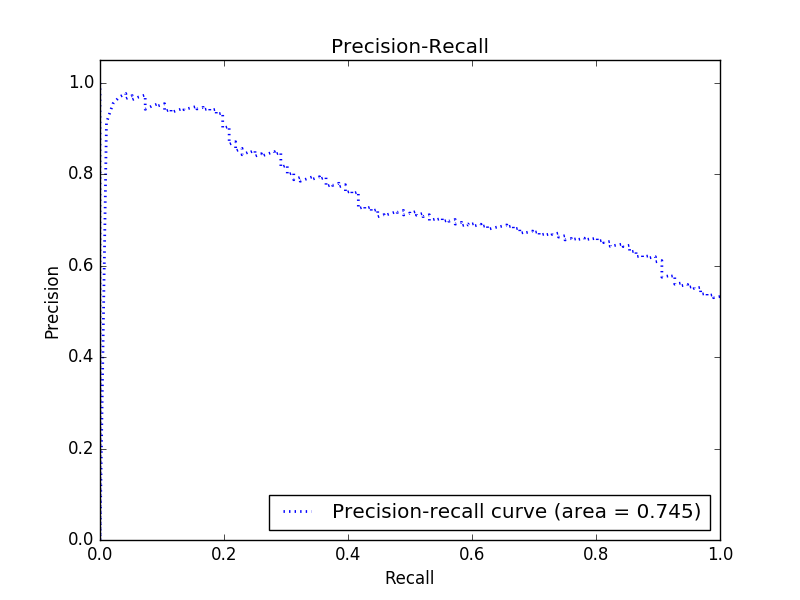 Precision-Recall
1.0
0.8
0.6
0.4
0.2
0.0
Precision
0.0 0.2 0.4 0.6 0.8 1.0
Recall
Precision-recall curve (area = 0.745)